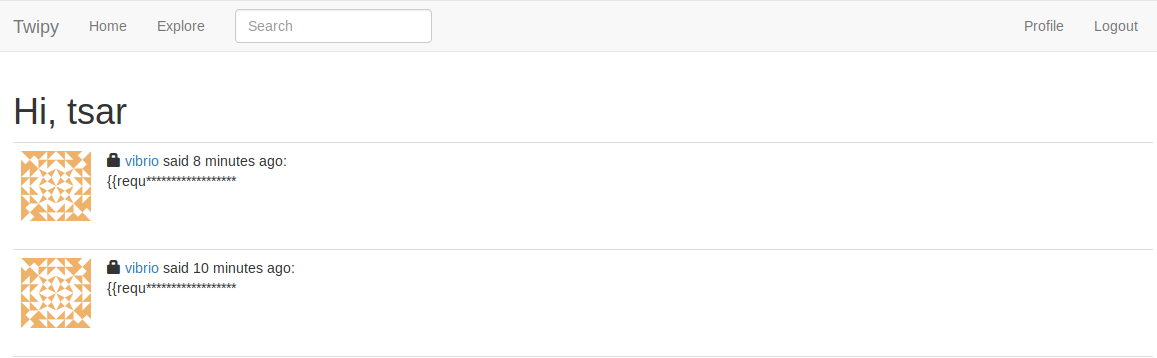 Twipy Home Explore Search Profile Logout
Hi, tsar
vibrio said 8 minutes ago:
{{requ******************
vibrio said 10 minutes ago:
{{requ******************